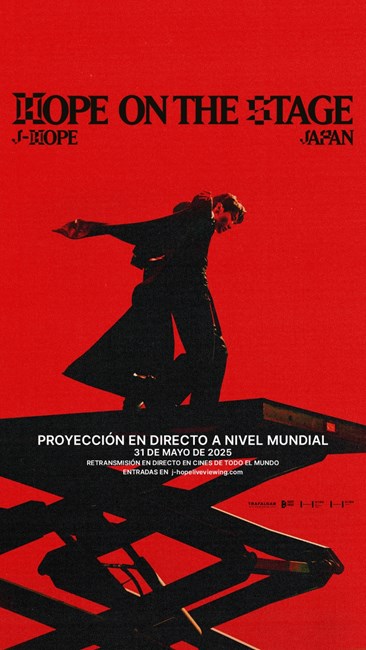 HOPE ON THE STAGE
J-HOPE JAPAN
PROYECCIÓN EN DIRECTO A NIVEL MUNDIAL
31 DE MAYO DE 2025
RETRANSMISIÓN EN DIRECTO EN CINES DE TODO EL MUNDO
ENTRADAS EN j-hopeliveviewing.com
TRAFALGAR